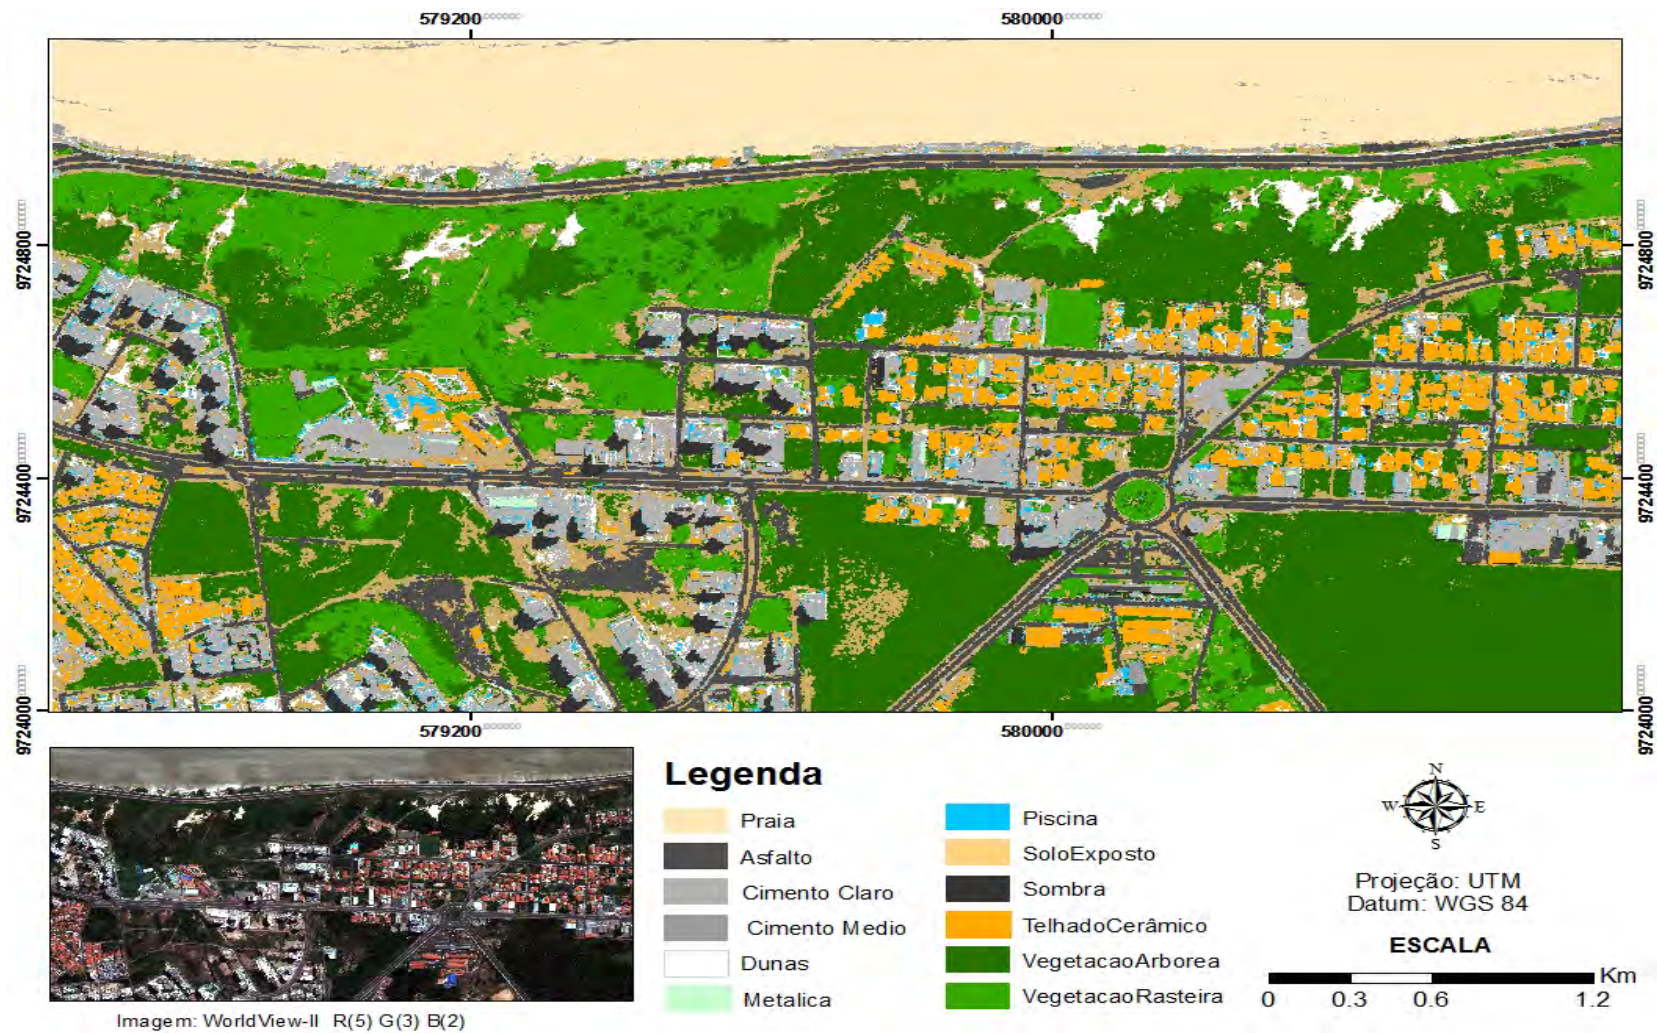 579200 580000
9724800 9724800
9724400 9724400
9724000 9724000
579200 580000
Legenda
Praia
Asfalto
Cimento Claro
Cimento Medio
Dunas
Metalica
Piscina
SoloExposto
Sombra
TelhadoCerâmico
VegetacaoArborea
VegetacaoRasteira
N
W E
S
Projeção: UTM
Datum: WGS 84
ESCALA
Km
0 0.3 0.6 1.2
Imagem: WorldView-II R(5) G(3) B(2)